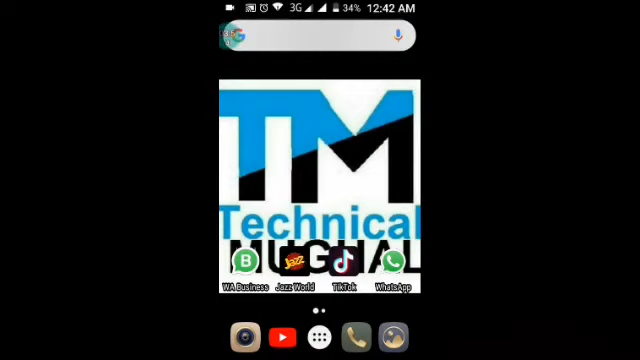 3G 34% 12:42 AM
TM
Technical
MUGHAL
WA Business Jazz World TikTok WhatsApp